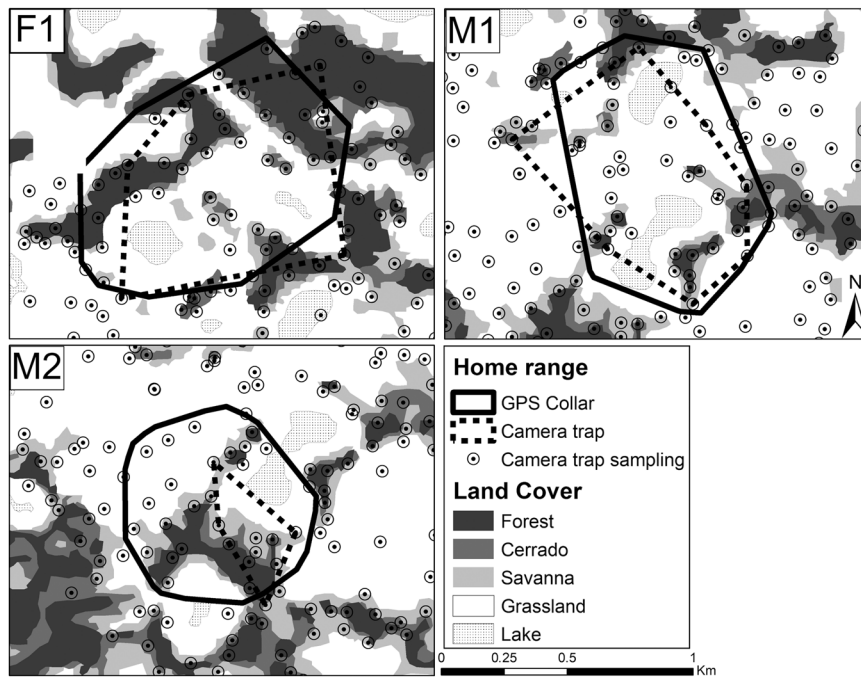 F1
M1
M2
N
Home range
GPS Collar
Camera trap
Camera trap sampling
Land Cover
Forest
Cerrado
Savanna
Grassland
Lake
0 0.25 0.5 1
Km